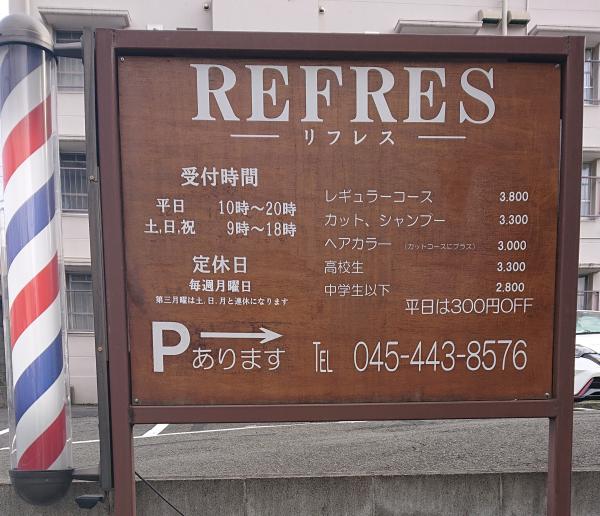 REFRES
リフレス
受付時間
平日 10時～20時
土,日,祝 9時～18時
定休日
毎週月曜日
第三月曜は土,日,月と連休になります
Pあります
レギュラーコース 3.800
カット、シャンプー 3.300
ヘアカラー (カットコースにプラス) 3.000
高校生 3.300
中学生以下 2.800
平日は300円OFF
TEL 045-443-8576